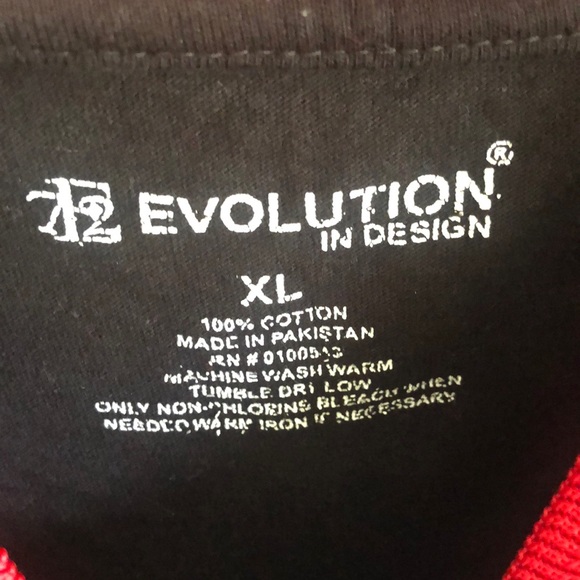 EVOLUTION®
IN DESIGN
XL
100% COTTON
MADE IN PAKISTAN
RN #
MACHINE WASH WARM
TUMBLE DRY LOW
ONLY NON-CHLORINE BLEACH WHEN
NEEDED WARM IRON IF NECESSARY